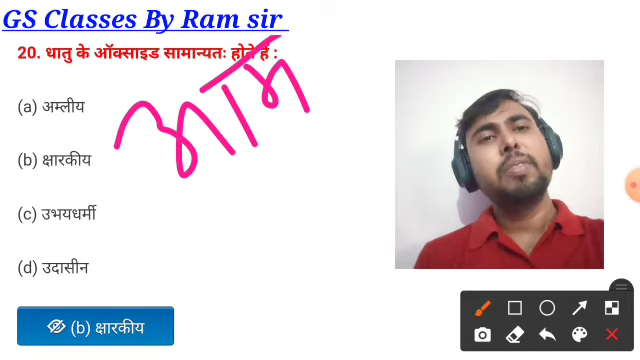 GS Classes By Ram sir
20. धातु के ऑक्साइड सामान्यतः होते हैं :
(a) अम्लीय
(b) क्षारकीय
(c) उभयधर्मी
(d) उदासीन
(b) क्षारकीय